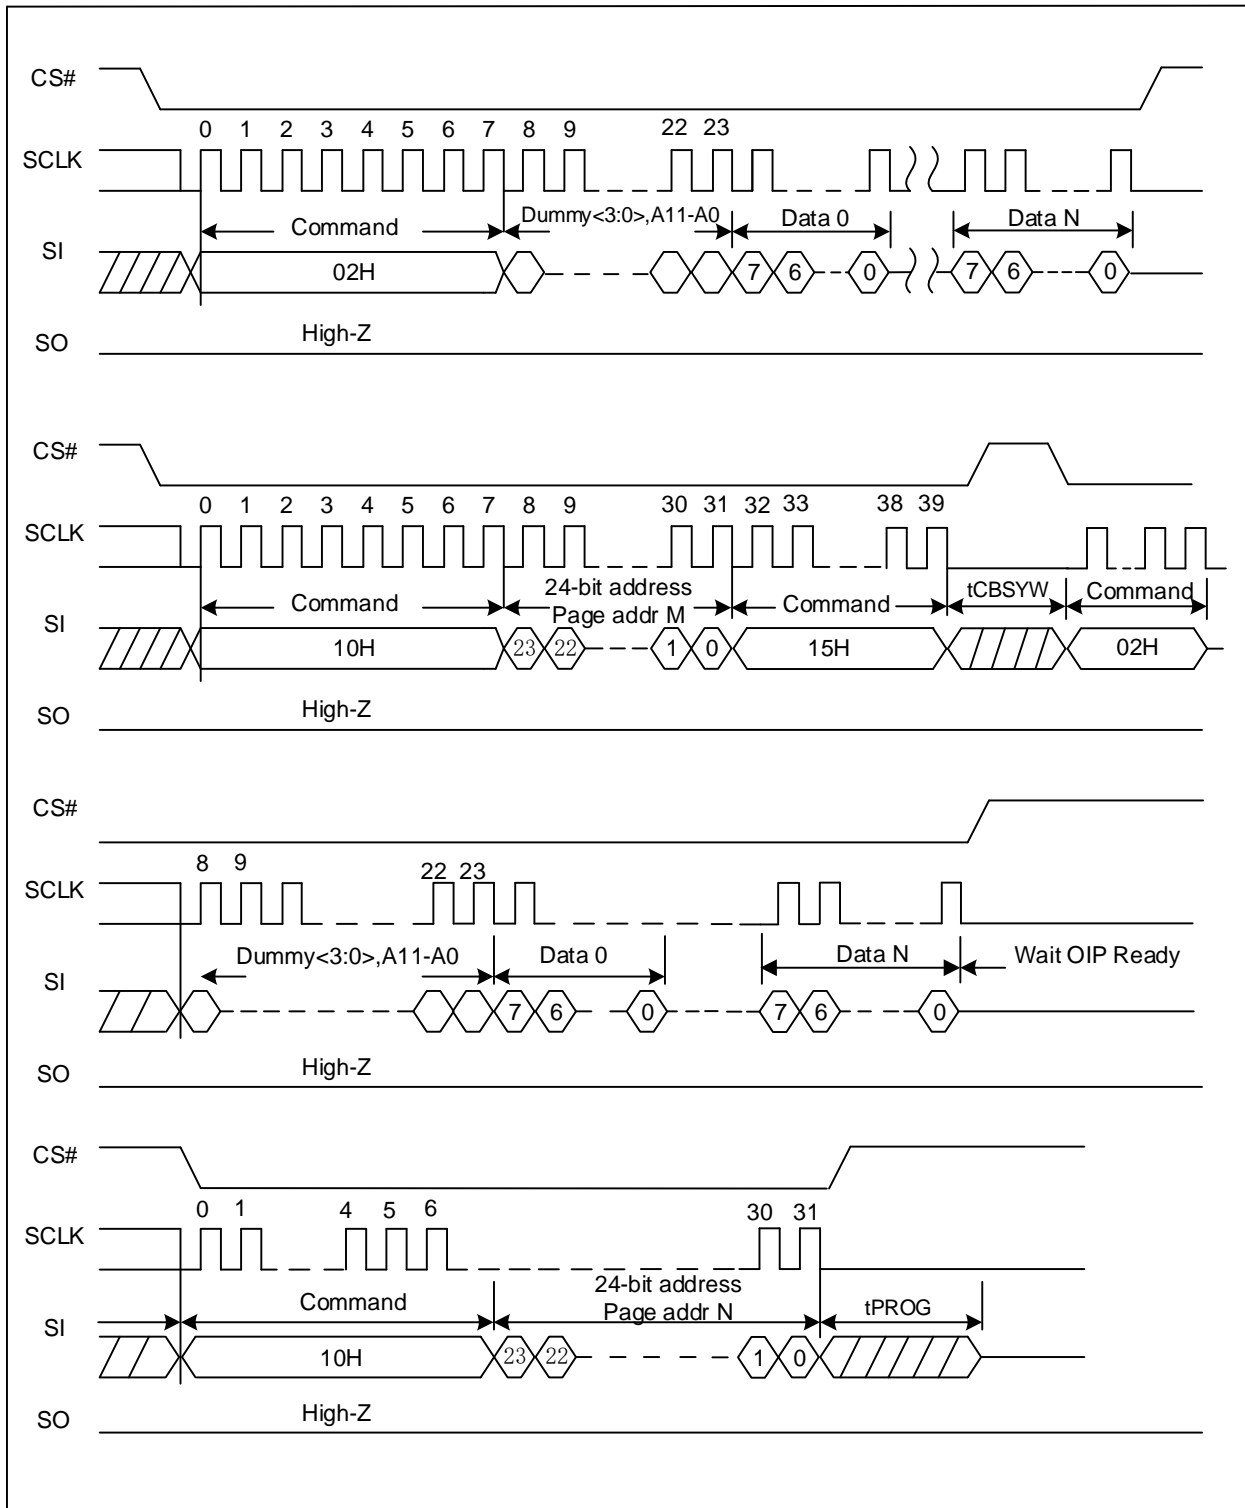 CS#
0 1 2 3 4 5 6 7 8 9 22 23
SCLK
Command Dummy<3:0>,A11-A0 Data 0 Data N
SI
02H 7 6 0 7 6 0
High-Z
SO
CS#
0 1 2 3 4 5 6 7 8 9 30 31 32 33 38 39
SCLK
24-bit address tCBSYW
Command Page addr M Command Command
SI
10H 23 22 1 0 15H 02H
High-Z
SO
CS#
8 9 22 23
SCLK
Dummy<3:0>,A11-A0 Data 0 Data N Wait OIP Ready
SI
7 6 0 7 6 0
High-Z
SO
CS#
0 1 4 5 6 30 31
SCLK
24-bit address
Command Page addr N tPROG
SI
10H 23 22 1 0
High-Z
SO